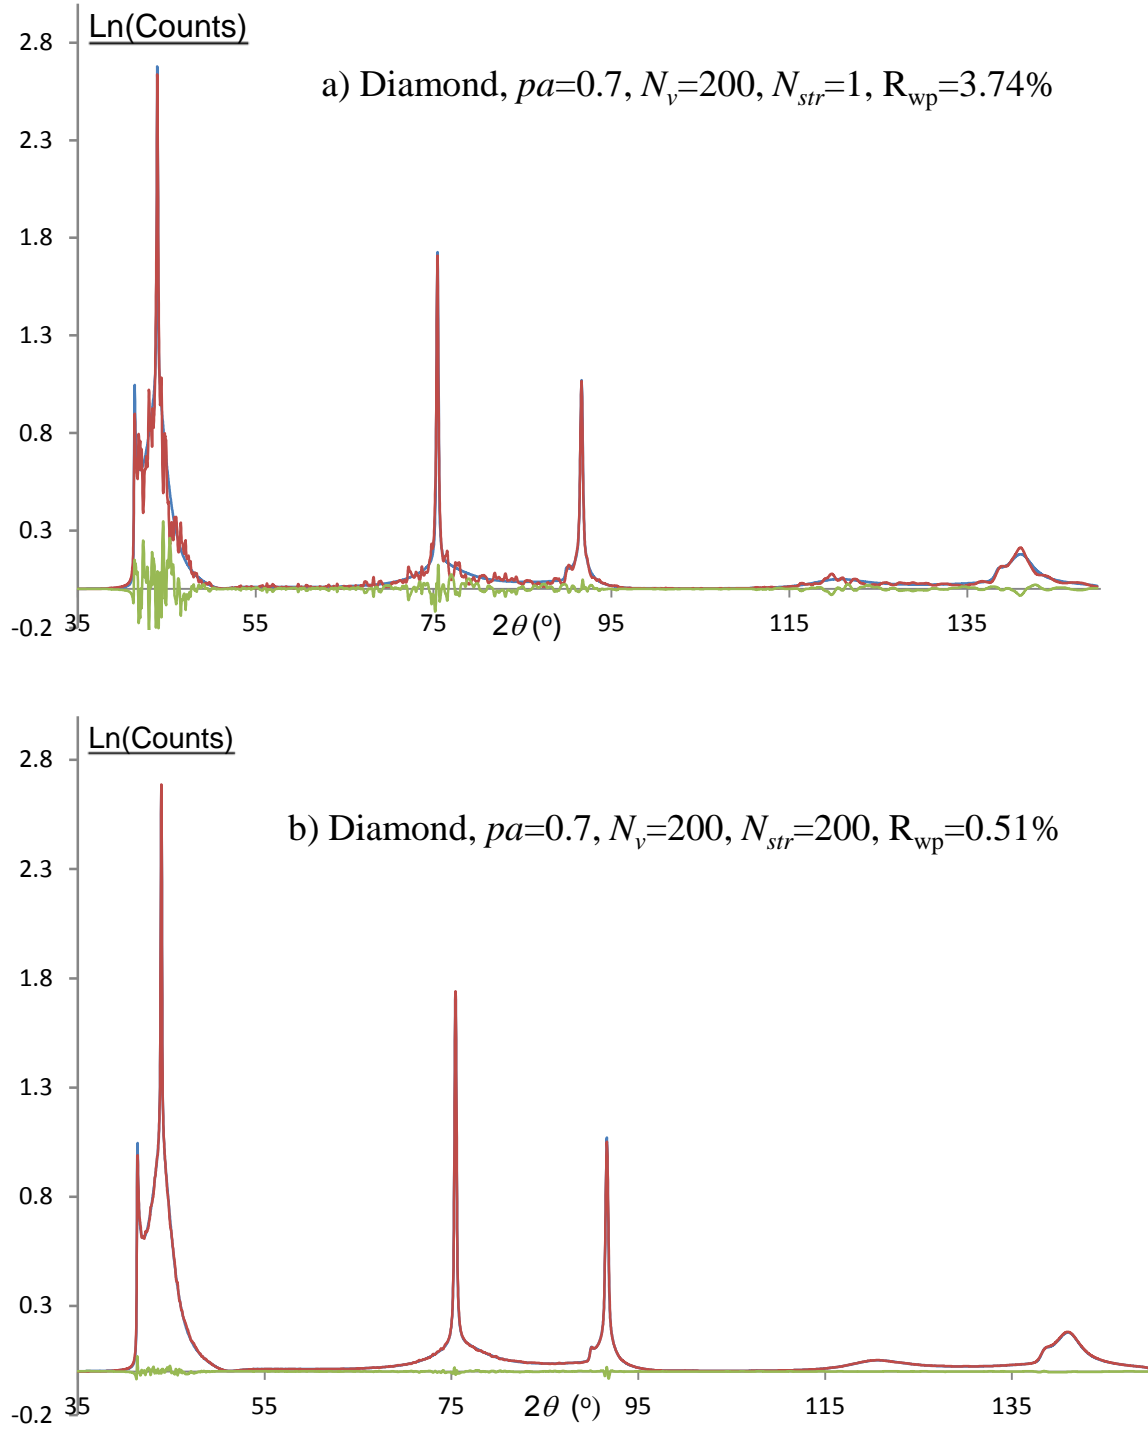 Ln(Counts)
2.8
a) Diamond, pa=0.7, Nv=200, Nstr=1, Rwp=3.74%
2.3
1.8
1.3
0.8
0.3
-0.2
35 55 75 2θ (o) 95 115 135
Ln(Counts)
2.8
b) Diamond, pa=0.7, Nv=200, Nstr=200, Rwp=0.51%
2.3
1.8
1.3
0.8
0.3
-0.2
35 55 75 2θ (o) 95 115 135